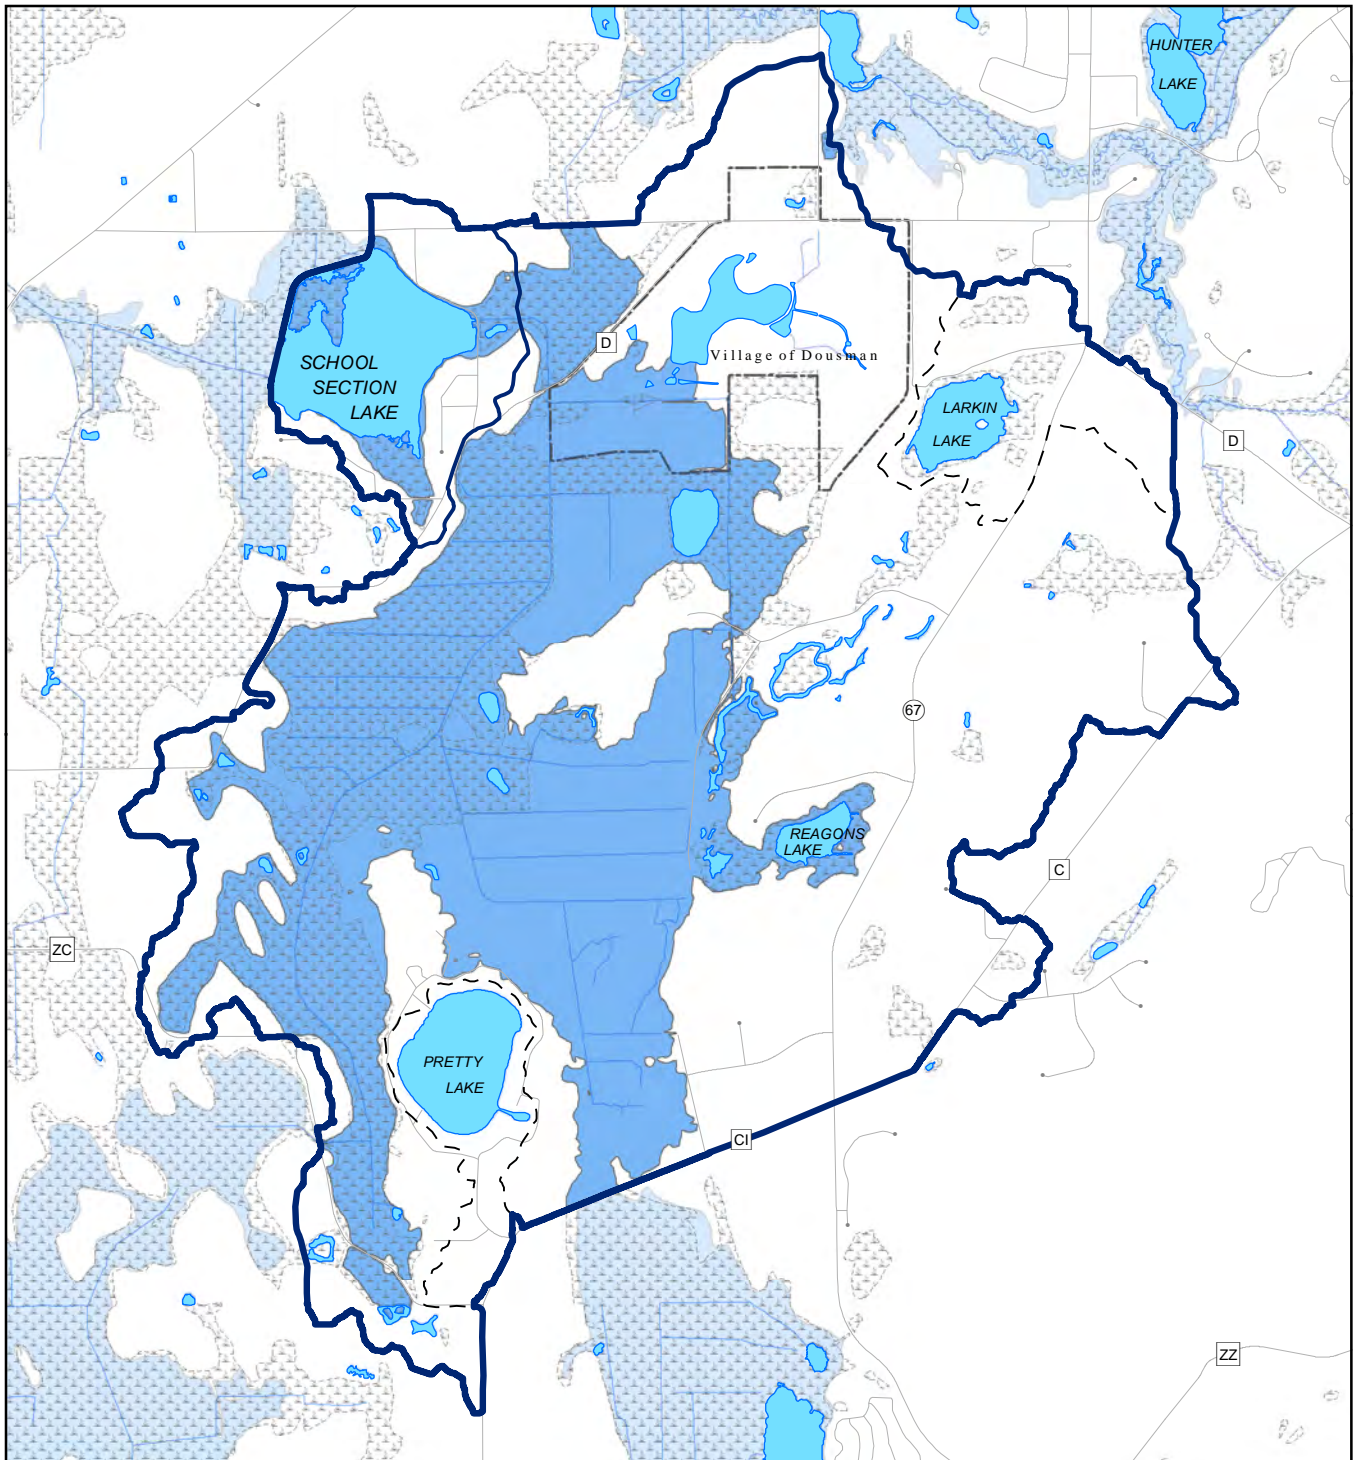 HUNTER
LAKE
D
SCHOOL
SECTION
LAKE
Village of Dousman
LARKIN
LAKE
D
67
REAGONS
LAKE
C
ZC
PRETTY
LAKE
CI
ZZ